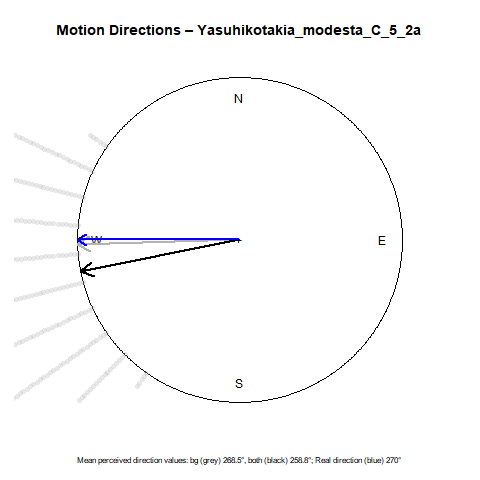 Motion Directions – Yasuhikotakia_modesta_C_5_2a
N
W
E
S
Mean perceived direction values: bg (grey) 268.5°, both (black) 258.8°; Real direction (blue) 270°